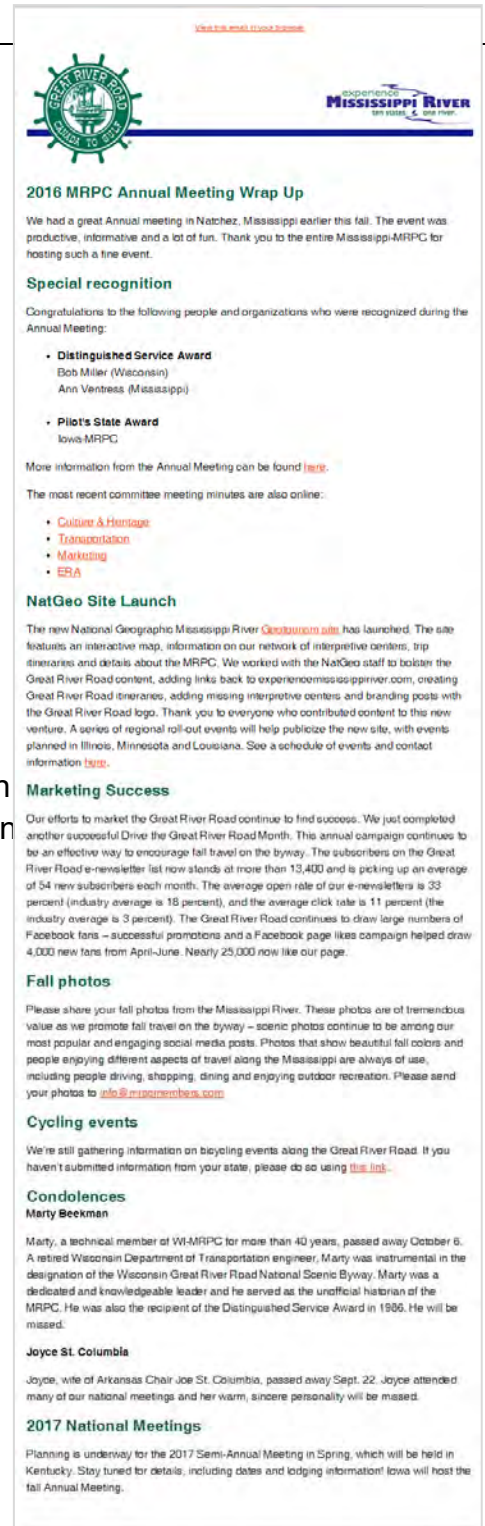 View this email in your browser
GREAT RIVER ROAD
CANADA TO GULF
experience
MISSISSIPPI RIVER
ten states, one river.
2016 MRPC Annual Meeting Wrap Up
We had a great Annual meeting in Natchez, Mississippi earlier this fall. The event was
productive, informative and a lot of fun. Thank you to the entire Mississippi-MRPC for
hosting such a fine event.
Special recognition
Congratulations to the following people and organizations who were recognized during the
Annual Meeting:
• Distinguished Service Award
Bob Miller (Wisconsin)
Ann Ventress (Mississippi)
• Pilot's State Award
Iowa-MRPC
More information from the Annual Meeting can be found here.
The most recent committee meeting minutes are also online:
• Culture & Heritage
• Transportation
• Marketing
• ERA
NatGeo Site Launch
The new National Geographic Mississippi River Geotourism site has launched. The site
features an interactive map, information on our network of interpretive centers, trip
itineraries and details about the MRPC. We worked with the NatGeo staff to bolster the
Great River Road content, adding links back to experiencemississippiriver.com, creating
Great River Road itineraries, adding missing interpretive centers and branding posts with
the Great River Road logo. Thank you to everyone who contributed content to this new
venture. A series of regional roll-out events will help publicize the new site, with events
planned in Illinois, Minnesota and Louisiana. See a schedule of events and contact
information here.
Marketing Success
Our efforts to market the Great River Road continue to find success. We just completed
another successful Drive the Great River Road Month. This annual campaign continues to
be an effective way to encourage fall travel on the byway. The subscribers on the Great
River Road e-newsletter list now stands at more than 13,400 and is picking up an average
of 54 new subscribers each month. The average open rate of our e-newsletters is 33
percent (industry average is 18 percent), and the average click rate is 11 percent (the
industry average is 3 percent). The Great River Road continues to draw large numbers of
Facebook fans – successful promotions and a Facebook page likes campaign helped draw
4,000 new fans from April-June. Nearly 25,000 now like our page.
Fall photos
Please share your fall photos from the Mississippi River. These photos are of tremendous
value as we promote fall travel on the byway – scenic photos continue to be among our
most popular and engaging social media posts. Photos that show beautiful fall colors and
people enjoying different aspects of travel along the Mississippi are always of use,
including people driving, shopping, dining and enjoying outdoor recreation. Please send
your photos to info@mrpcmembers.com
Cycling events
We're still gathering information on bicycling events along the Great River Road. If you
haven't submitted information from your state, please do so using this link.
Condolences
Marty Beekman
Marty, a technical member of WI-MRPC for more than 40 years, passed away October 6.
A retired Wisconsin Department of Transportation engineer, Marty was instrumental in the
designation of the Wisconsin Great River Road National Scenic Byway. Marty was a
dedicated and knowledgeable leader and he served as the unofficial historian of the
MRPC. He was also the recipient of the Distinguished Service Award in 1986. He will be
missed.
Joyce St. Columbia
Joyce, wife of Arkansas Chair Joe St. Columbia, passed away Sept. 22. Joyce attended
many of our national meetings and her warm, sincere personality will be missed.
2017 National Meetings
Planning is underway for the 2017 Semi-Annual Meeting in Spring, which will be held in
Kentucky. Stay tuned for details, including dates and lodging information! Iowa will host the
fall Annual Meeting.